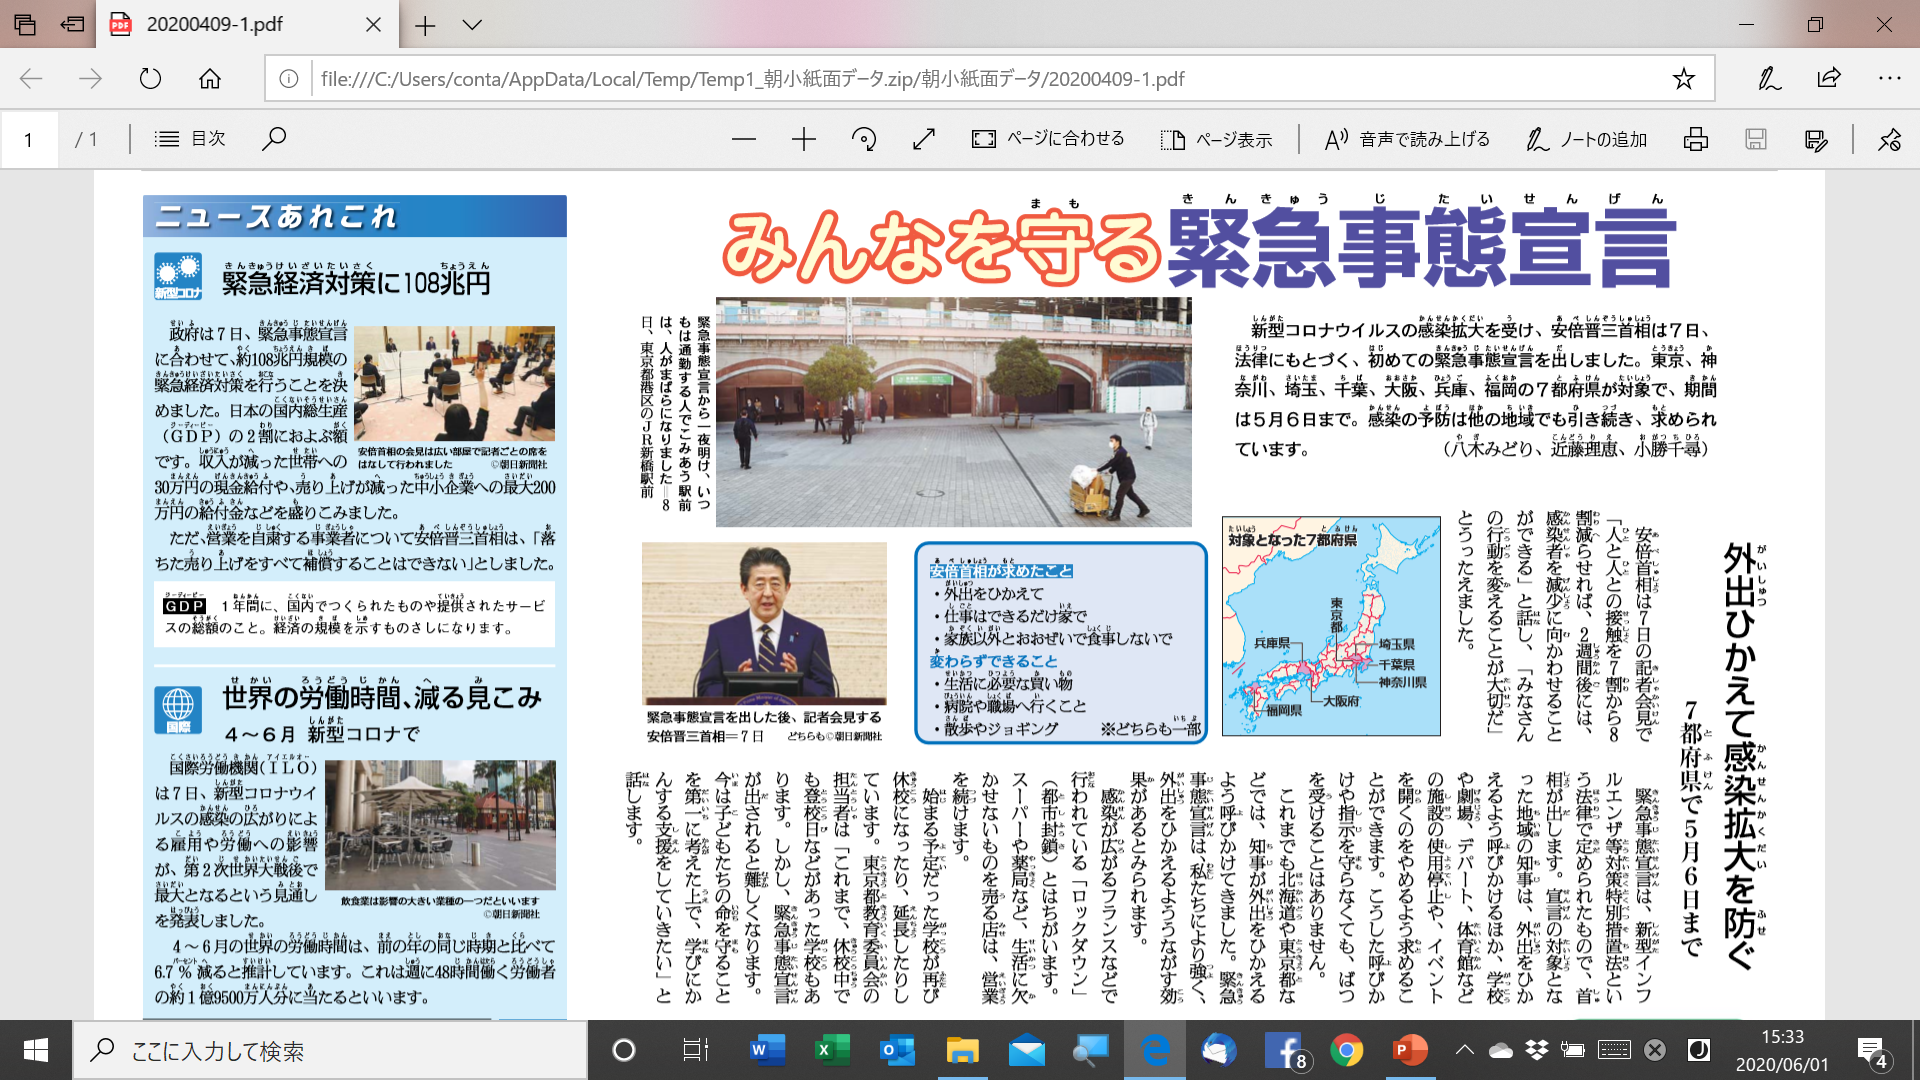 20200409-1.pdf
file:///C:/Users/conta/AppData/Local/Temp/Temp1_朝小紙面データ.zip/朝小紙面データ/20200409-1.pdf
1 / 1
目次
ページに合わせる
ページ表示
音声で読み上げる
ノートの追加
みんなを守る緊急事態宣言
新型コロナウイルスの感染拡大を受け、安倍晋三首相は7日、
法律にもとづく、初めての緊急事態宣言を出しました。東京、神
奈川、埼玉、千葉、大阪、兵庫、福岡の7都府県が対象で、期間
は5月6日まで。感染の予防は他の地域でも引き続き、求められ
ています。 (八木みどり、近藤理恵、小勝千尋)
緊急事態宣言から一夜明け、いつ
もは通勤する人でこみあう駅前
は、人がまばらになりました＝8
日、東京都港区のJR新橋駅前
外出ひかえて感染拡大を防ぐ
7都府県で5月6日まで
安倍首相は7日の記者会見で
「人と人との接触を7割から8
割減らせれば、2週間後には、
感染者を減少に向かわせること
ができる」と話し、「みなさん
の行動を変えることが大切だ」
とうったえました。
対象となった7都府県
東京都
兵庫県
埼玉県
千葉県
神奈川県
大阪府
福岡県
安倍首相が求めたこと
・外出をひかえて
・仕事はできるだけ家で
・家族以外とおおぜいで食事しないで
変わらずできること
・生活に必要な買い物
・病院や職場へ行くこと
・散歩やジョギング ※どちらも一部
緊急事態宣言を出した後、記者会見する
安倍晋三首相＝7日 どちらも©朝日新聞社
緊急事態宣言は、新型インフ
ルエンザ等対策特別措置法とい
う法律で定められたもので、首
相が出します。宣言の対象とな
った地域の知事は、外出をひか
えるよう呼びかけるほか、学校
や劇場、デパート、体育館など
の施設の使用停止や、イベント
を開くのをやめるよう求めるこ
とができます。こうした呼びか
けや指示を守らなくても、ばつ
を受けることはありません。
これまでも北海道や東京都な
どでは、知事が外出をひかえる
よう呼びかけてきました。緊急
事態宣言は、私たちにより強く、
外出をひかえるよううながす効
果があるとみられます。
感染が広がるフランスなどで
行われている「ロックダウン」
(都市封鎖)とはちがいます。
スーパーや薬局など、生活に欠
かせないものを売る店は、営業
を続けます。
始まる予定だった学校が再び
休校になったり、延長したりし
ています。東京都教育委員会の
担当者は「これまで、休校中で
も登校日などがあった学校もあ
ります。しかし、緊急事態宣言
が出されると難しくなります。
今は子どもたちの命を守ること
を第一に考えた上で、学びにか
んする支援をしていきたい」と
話します。
ニュースあれこれ
新型コロナ
緊急経済対策に108兆円
政府は7日、緊急事態宣言
に合わせて、約108兆円規模の
緊急経済対策を行うことを決
めました。日本の国内総生産
(GDP)の2割におよぶ額
です。収入が減った世帯への
30万円の現金給付や、売り上げが減った中小企業への最大200
万円の給付金などを盛りこみました。
ただ、営業を自粛する事業者について安倍晋三首相は、「落
ちた売り上げをすべて補償することはできない」としました。
安倍首相の会見は広い部屋で記者ごとの席を
はなして行われました ©朝日新聞社
GDP 1年間に、国内でつくられたものや提供されたサービ
スの総額のこと。経済の規模を示すものさしになります。
国際
世界の労働時間、減る見こみ
4〜6月 新型コロナで
国際労働機関(ILO)
は7日、新型コロナウイ
ルスの感染の広がりによ
る雇用や労働への影響
が、第2次世界大戦後で
最大となるという見通し
を発表しました。
飲食業は影響の大きい業種の一つだといいます
©朝日新聞社
4〜6月の世界の労働時間は、前の年の同じ時期と比べて
6.7%減ると推計しています。これは週に48時間働く労働者
の約1億9500万人分に当たるといいます。
ここに入力して検索
8
15:33
2020/06/01
4